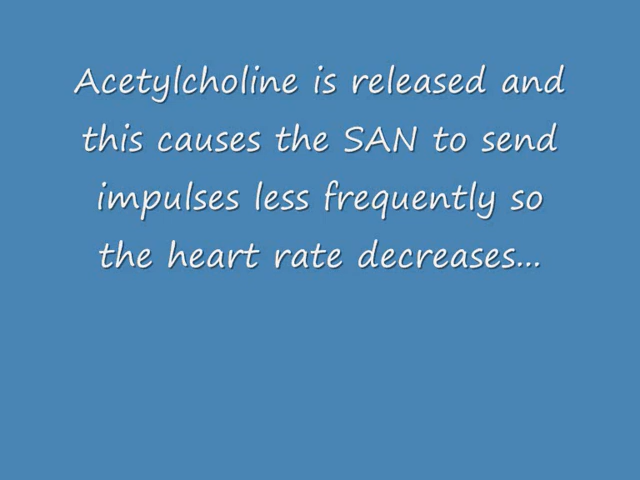 Acetylcholine is released and
this causes the SAN to send
impulses less frequently so
the heart rate decreases...